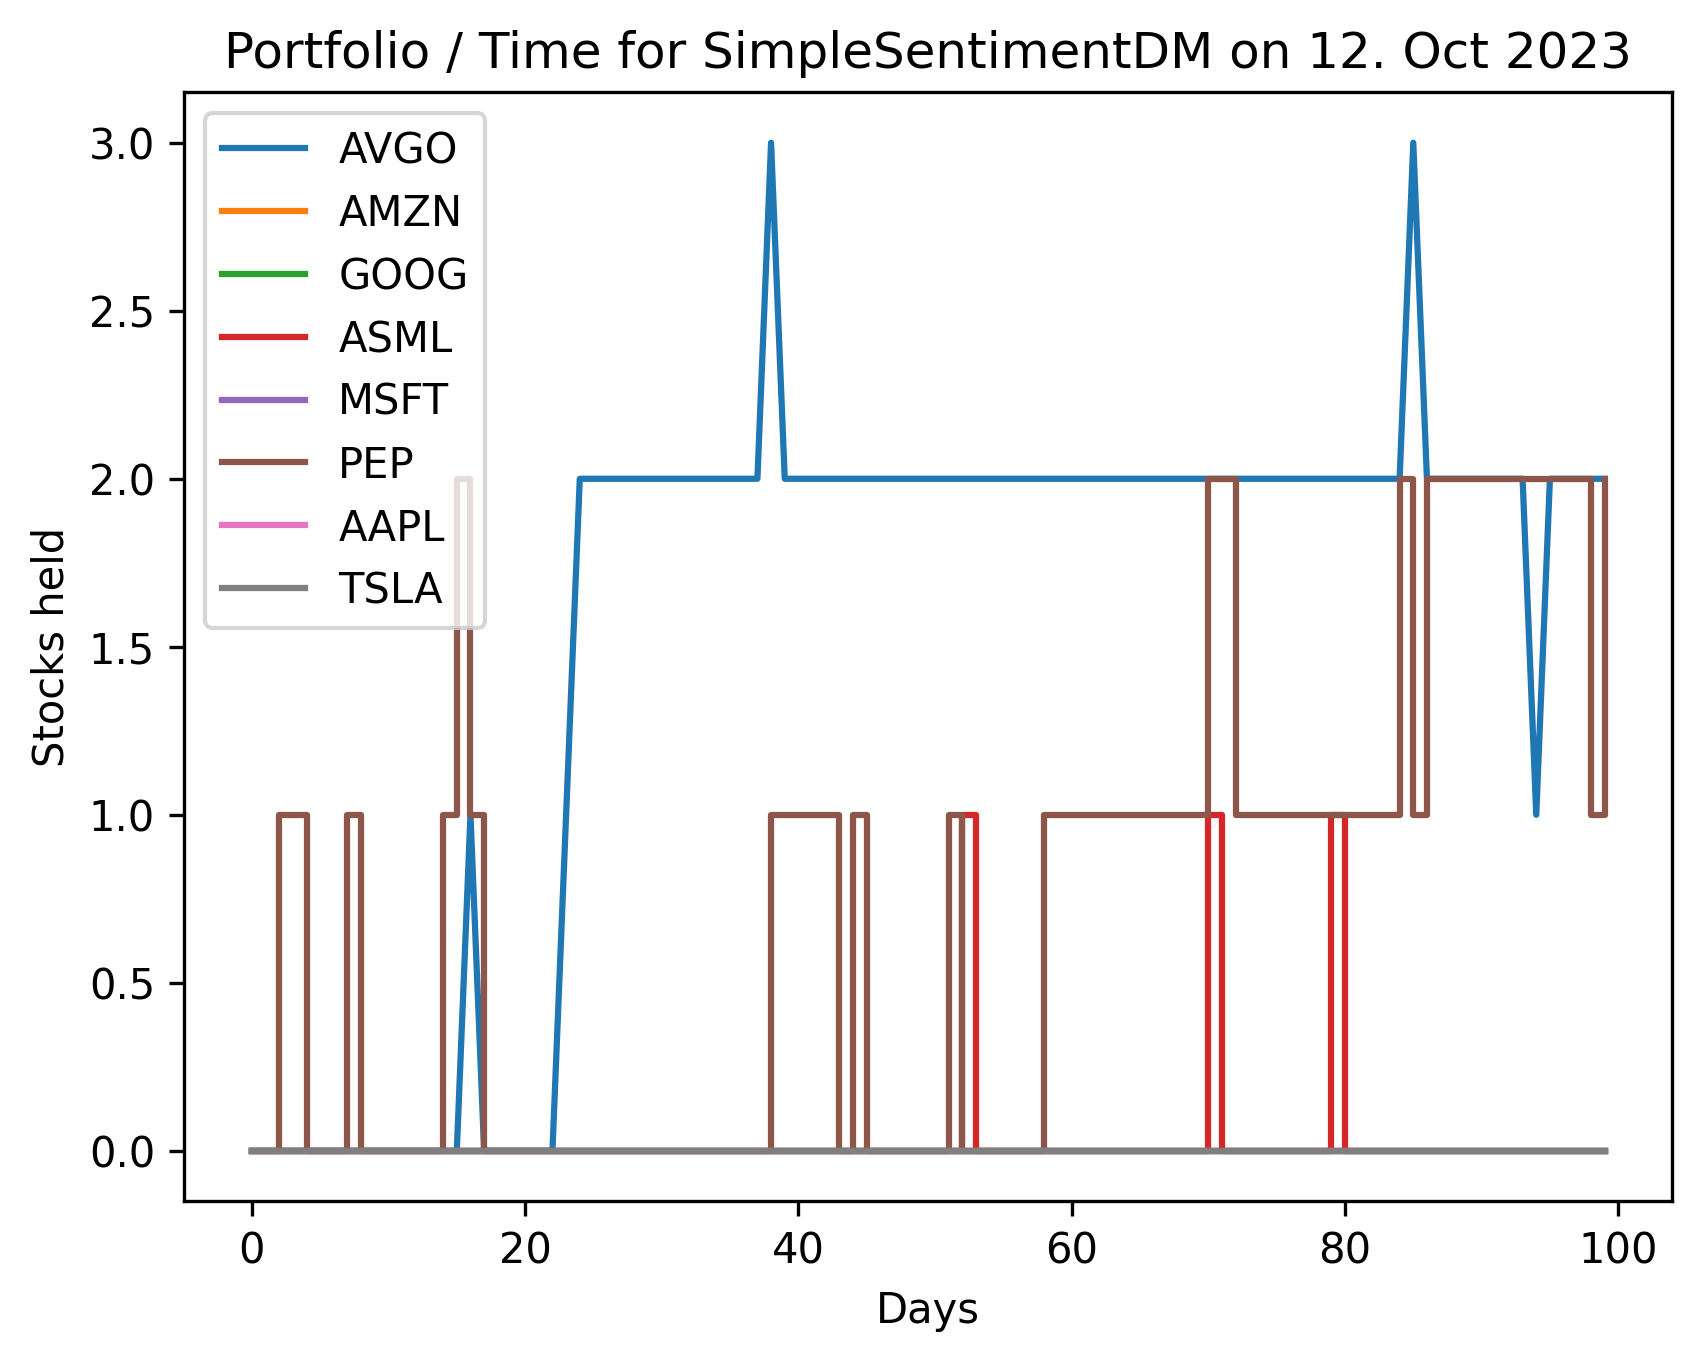 Portfolio / Time for SimpleSentimentDM on 12. Oct 2023
3.0
2.5
2.0
1.5
1.0
0.5
0.0
Stocks held
AVGO
AMZN
GOOG
ASML
MSFT
PEP
AAPL
TSLA
0 20 40 60 80 100
Days